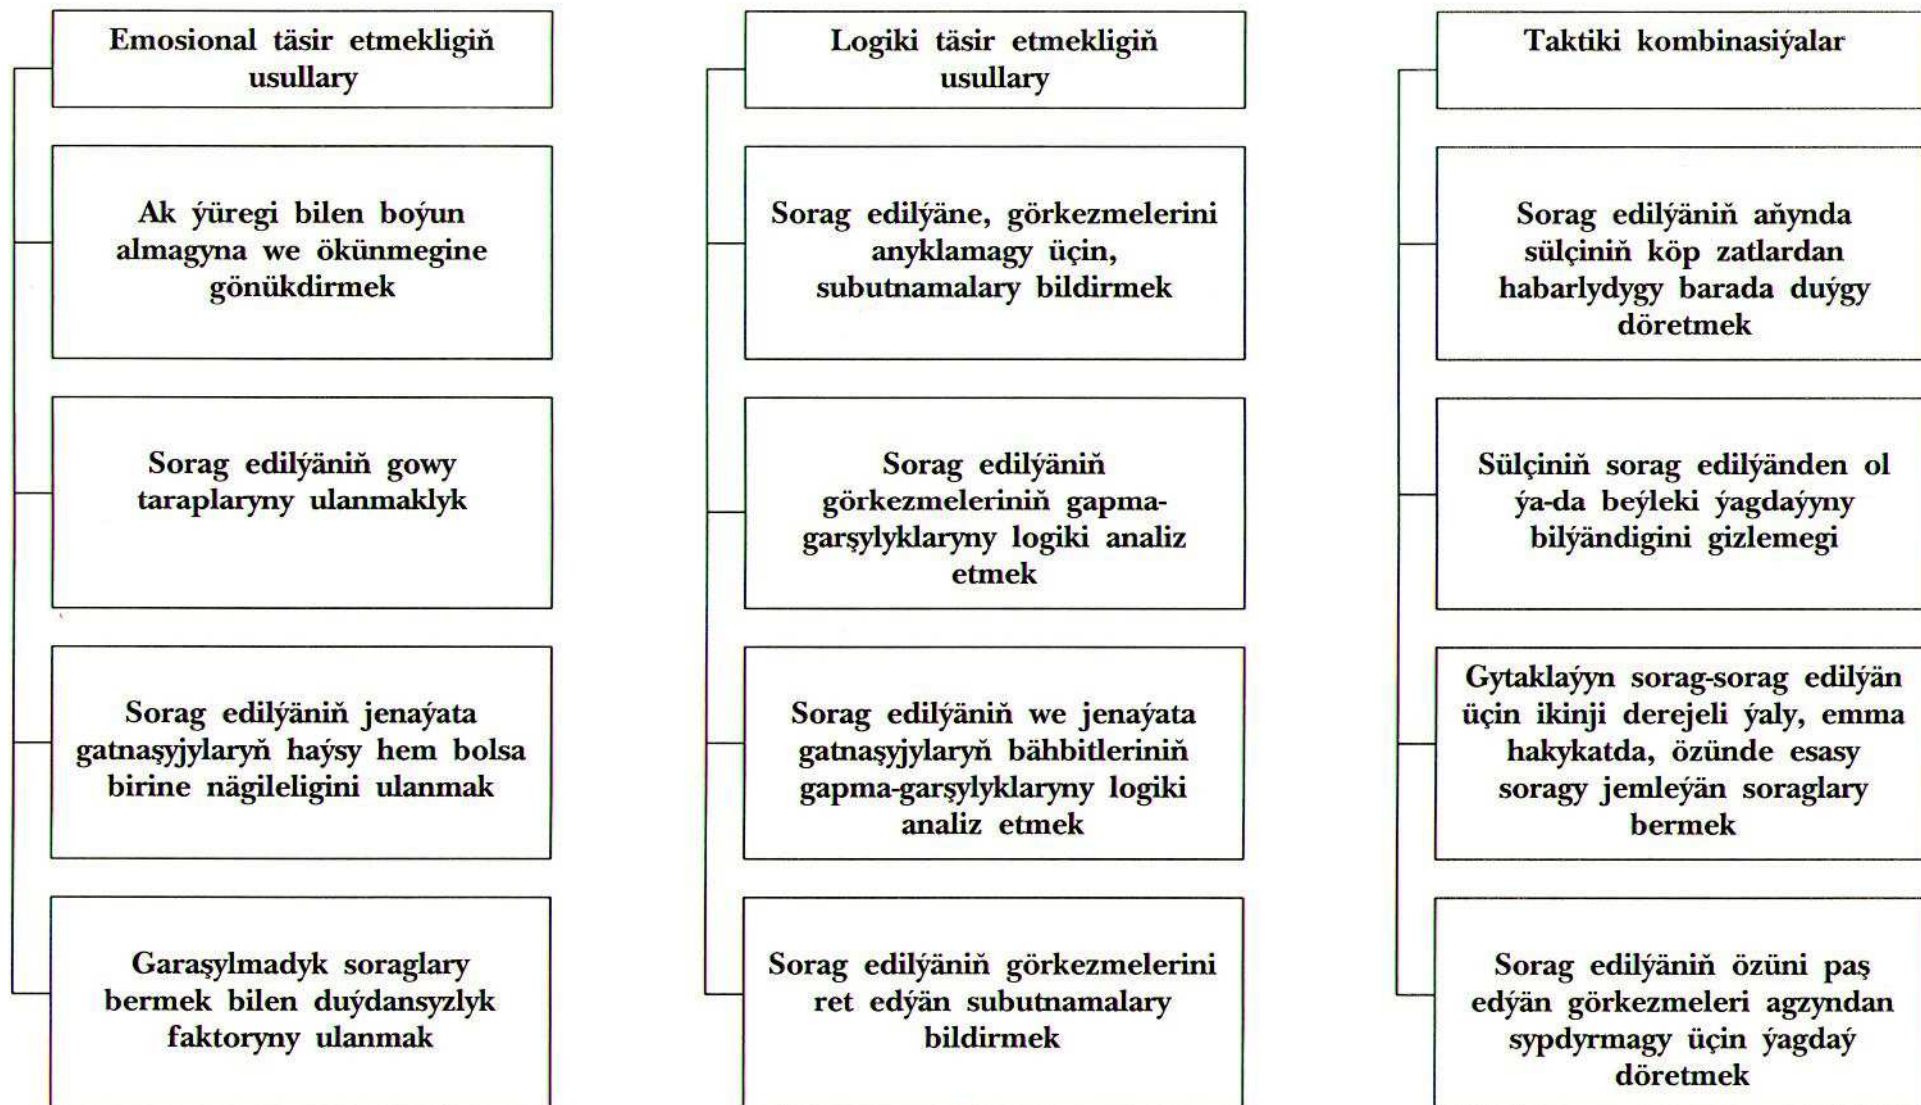 Emosional täsir etmekligiň
usullary
Ak ýüregi bilen boýun
almagyna we ökünmegine
gönükdirmek
Sorag edilýäniň gowy
taraplaryny ulanmaklyk
Sorag edilýäniň jenaýata
gatnaşyjylaryň haýsy hem bolsa
birine nägileligini ulanmak
Garaşylmadyk soraglary
bermek bilen duýdansyzlyk
faktoryny ulanmak
Logiki täsir etmekligiň
usullary
Sorag edilýäne, görkezmelerini
anyklamagy üçin,
subutnamalary bildirmek
Sorag edilýäniň
görkezmeleriniň gapma-
garşylyklaryny logiki analiz
etmek
Sorag edilýäniň we jenaýata
gatnaşyjylaryň bähbitleriniň
gapma-garşylyklaryny logiki
analiz etmek
Sorag edilýäniň görkezmelerini
ret edýän subutnamalary
bildirmek
Taktiki kombinasiýalar
Sorag edilýäniň aňynda
sülçiniň köp zatlardan
habarlydygy barada duýgy
döretmek
Sülçiniň sorag edilýänden ol
ýa-da beýleki ýagdaýyny
bilýändigini gizlemegi
Gytaklaýyn sorag-sorag edilýän
üçin ikinji derejeli ýaly, emma
hakykatda, özünde esasy
soragy jemleýän soraglary
bermek
Sorag edilýäniň özüni paş
edýän görkezmeleri agzyndan
sypdyrmagy üçin ýagdaý
döretmek